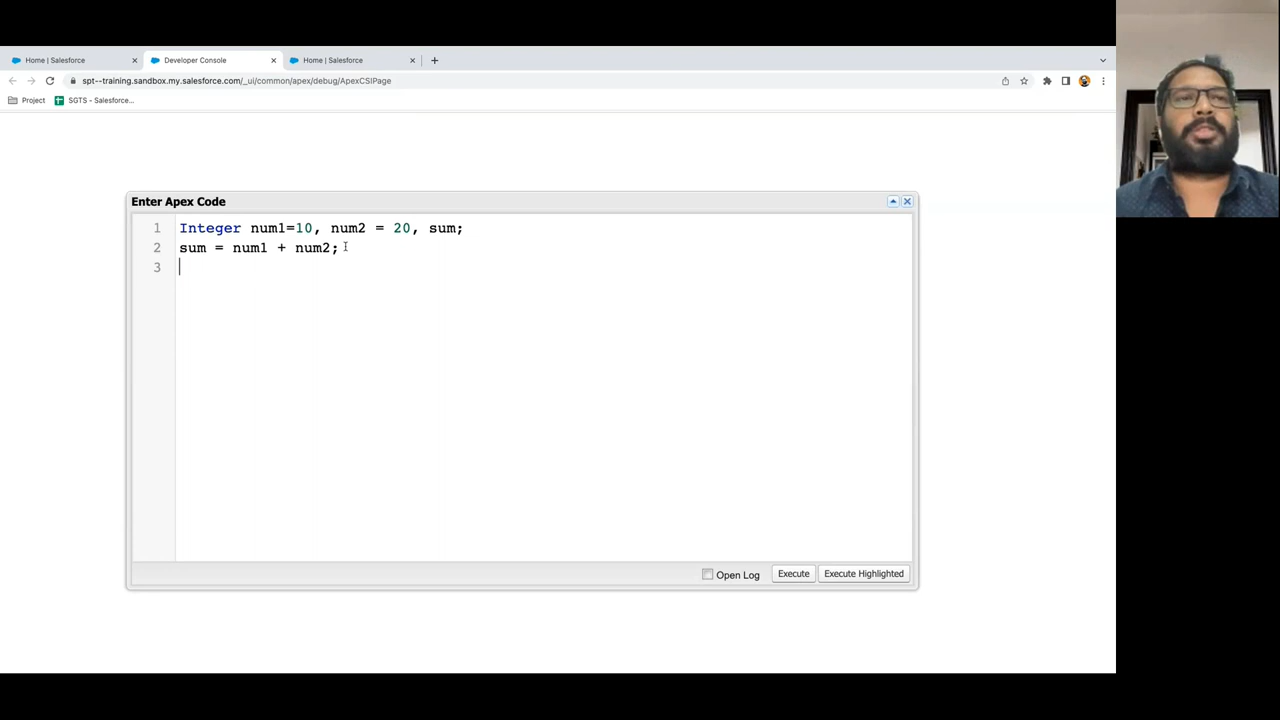 Home | Salesforce
Developer Console
Home | Salesforce
spt--training.sandbox.my.salesforce.com/_ui/common/apex/debug/ApexCSIPage
Project
SGTS - Salesforce...
Enter Apex Code
1 Integer num1=10, num2 = 20, sum;
2 sum = num1 + num2;
3
Open Log
Execute
Execute Highlighted